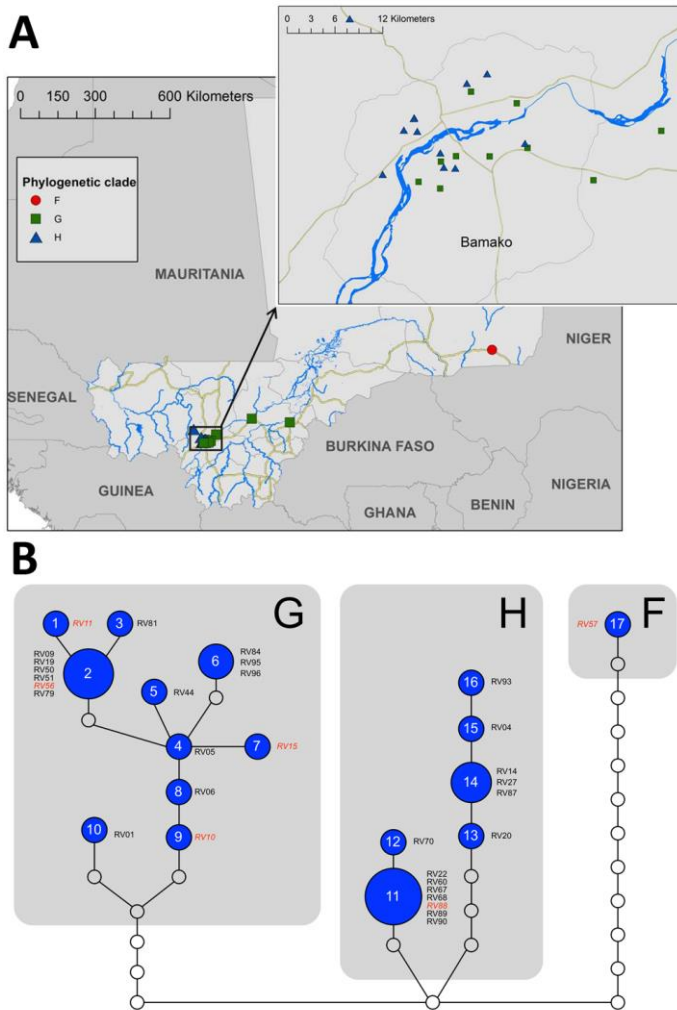 A
0 3 6 12 Kilometers
0 150 300 600 Kilometers
Phylogenetic clade
F
G
H
Bamako
MAURITANIA
NIGER
SENEGAL
BURKINA FASO
GUINEA
NIGERIA
BENIN
GHANA
B
G
1 RV11
3 RV81
RV09
RV19
RV50
RV51
RV56
RV79
2
6
RV84
RV95
RV96
5 RV44
4 RV05
7 RV15
8 RV06
10 RV01
9 RV10
H
16 RV93
15 RV04
14
RV14
RV27
RV87
12 RV70
13 RV20
11
RV22
RV60
RV67
RV68
RV88
RV89
RV90
F
RV57 17